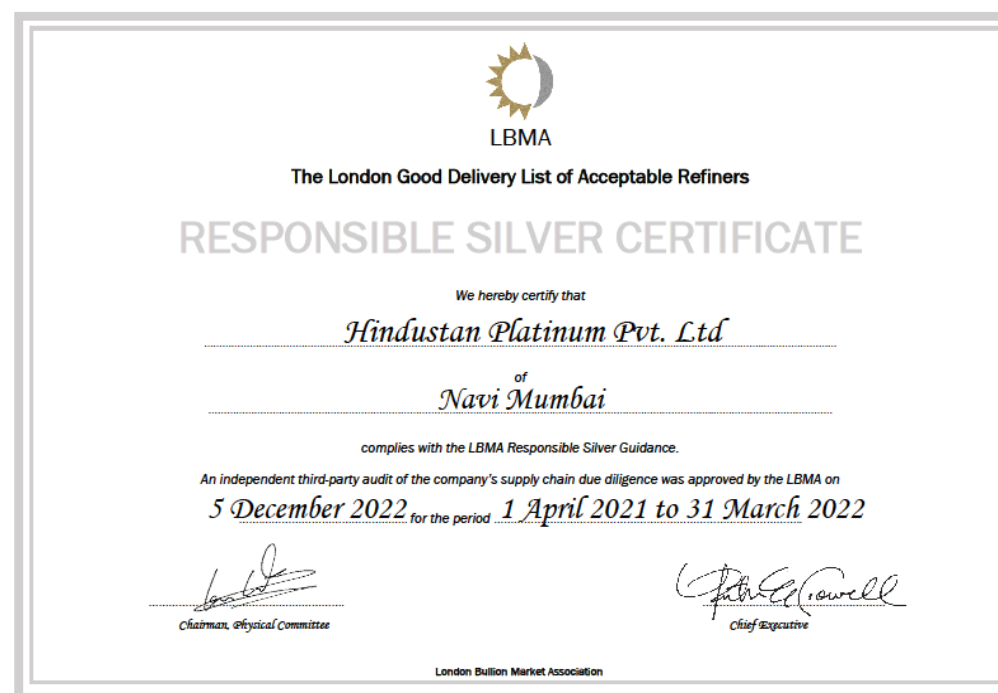 LBMA
The London Good Delivery List of Acceptable Refiners
RESPONSIBLE SILVER CERTIFICATE
We hereby certify that
Hindustan Platinum Pvt. Ltd
of
Navi Mumbai
complies with the LBMA Responsible Silver Guidance.
An independent third-party audit of the company's supply chain due diligence was approved by the LBMA on
5 December 2022 for the period 1 April 2021 to 31 March 2022
Chairman, Physical Committee
Chief Executive
London Bullion Market Association